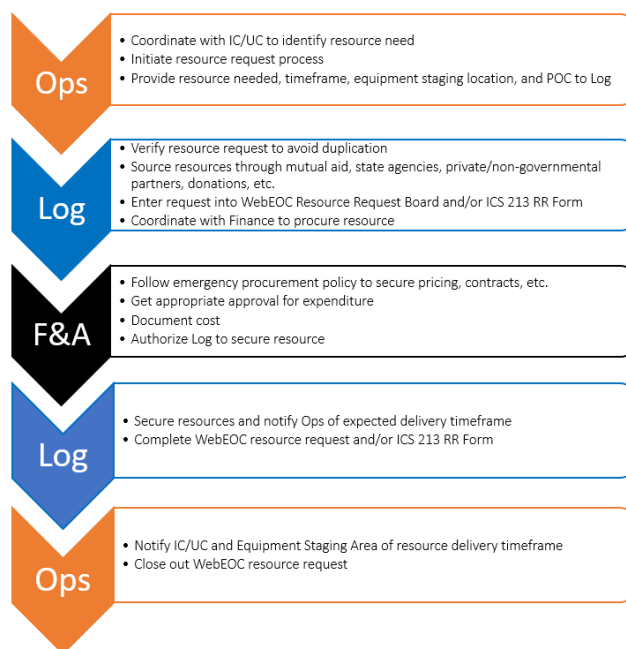 Ops
• Coordinate with IC/UC to identify resource need
• Initiate resource request process
• Provide resource needed, timeframe, equipment staging location, and POC to Log
Log
• Verify resource request to avoid duplication
• Source resources through mutual aid, state agencies, private/non-governmental
partners, donations, etc.
• Enter request into WebEOC Resource Request Board and/or ICS 213 RR Form
• Coordinate with Finance to procure resource
F&A
• Follow emergency procurement policy to secure pricing, contracts, etc.
• Get appropriate approval for expenditure
• Document cost
• Authorize Log to secure resource
Log
• Secure resources and notify Ops of expected delivery timeframe
• Complete WebEOC resource request and/or ICS 213 RR Form
Ops
• Notify IC/UC and Equipment Staging Area of resource delivery timeframe
• Close out WebEOC resource request